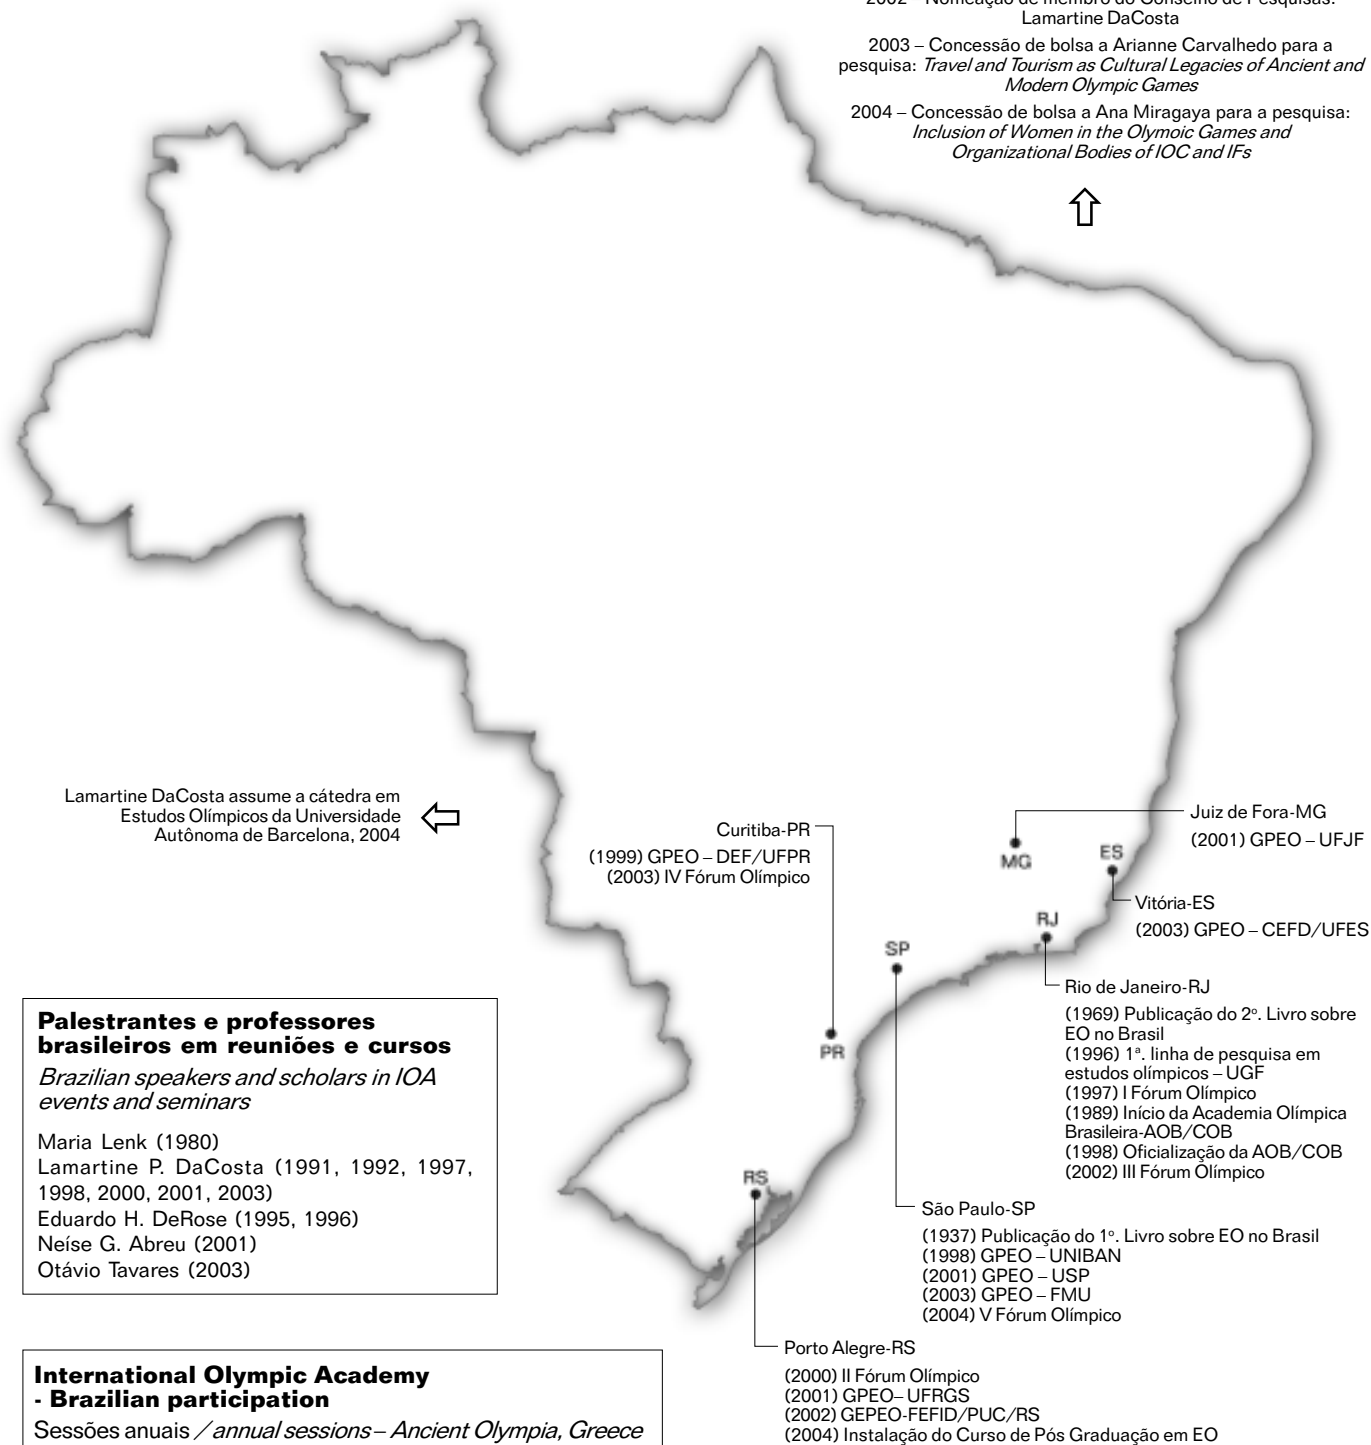 2002 – Nomeação de membro do Conselho de Pesquisas:
Lamartine DaCosta
2003 – Concessão de bolsa a Arianne Carvalhedo para a
pesquisa: Travel and Tourism as Cultural Legacies of Ancient and
Modern Olympic Games
2004 – Concessão de bolsa a Ana Miragaya para a pesquisa:
Inclusion of Women in the Olymoic Games and
Organizational Bodies of IOC and IFs
Lamartine DaCosta assume a cátedra em
Estudos Olímpicos da Universidade
Autônoma de Barcelona, 2004
Curitiba-PR
(1999) GPEO – DEF/UFPR
(2003) IV Fórum Olímpico
Juiz de Fora-MG
(2001) GPEO – UFJF
MG
ES
Vitória-ES
(2003) GPEO – CEFD/UFES
RJ
SP
Rio de Janeiro-RJ
(1969) Publicação do 2º. Livro sobre
EO no Brasil
(1996) 1ª. linha de pesquisa em
estudos olímpicos – UGF
(1997) I Fórum Olímpico
(1989) Início da Academia Olímpica
Brasileira-AOB/COB
(1998) Oficialização da AOB/COB
(2002) III Fórum Olímpico
PR
Palestrantes e professores
brasileiros em reuniões e cursos
Brazilian speakers and scholars in IOA
events and seminars
Maria Lenk (1980)
Lamartine P. DaCosta (1991, 1992, 1997,
1998, 2000, 2001, 2003)
Eduardo H. DeRose (1995, 1996)
Neíse G. Abreu (2001)
Otávio Tavares (2003)
RS
São Paulo-SP
(1937) Publicação do 1º. Livro sobre EO no Brasil
(1998) GPEO – UNIBAN
(2001) GPEO – USP
(2003) GPEO – FMU
(2004) V Fórum Olímpico
Porto Alegre-RS
(2000) II Fórum Olímpico
(2001) GPEO– UFRGS
(2002) GEPEO-FEFID/PUC/RS
(2004) Instalação do Curso de Pós Graduação em EO
International Olympic Academy
- Brazilian participation
Sessões anuais / annual sessions – Ancient Olympia, Greece